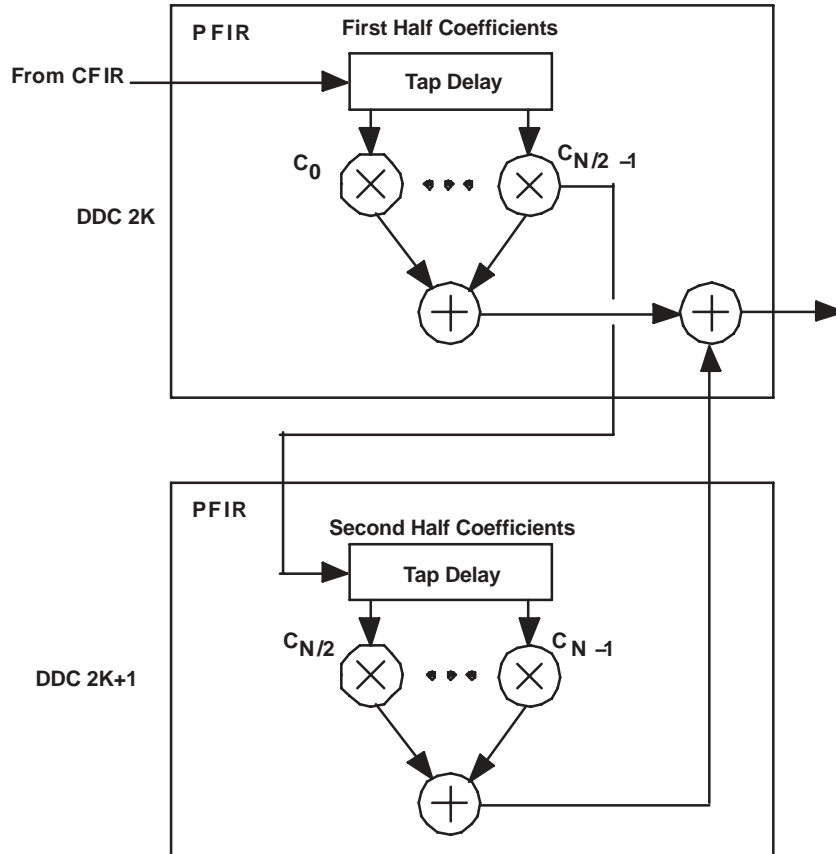 PFIR
First Half Coefficients
From CFIR
Tap Delay
C0
CN/2 –1
DDC 2K
PFIR
Second Half Coefficients
Tap Delay
CN/2
CN –1
DDC 2K+1